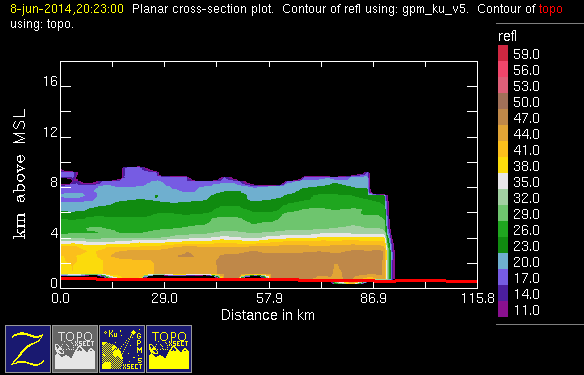 8-jun-2014,20:23:00 Planar cross-section plot. Contour of refl using: gpm_ku_v5. Contour of topo
using: topo.
refl
59.0
56.0
53.0
50.0
47.0
44.0
41.0
38.0
35.0
32.0
29.0
26.0
23.0
20.0
17.0
14.0
11.0
km above MSL
16
12
8
4
0
0.0 29.0 57.9 86.9 115.8
Distance in km
Z
TOPO
XSECT
"Ku"
GPM
XS
TOPO
XSECT